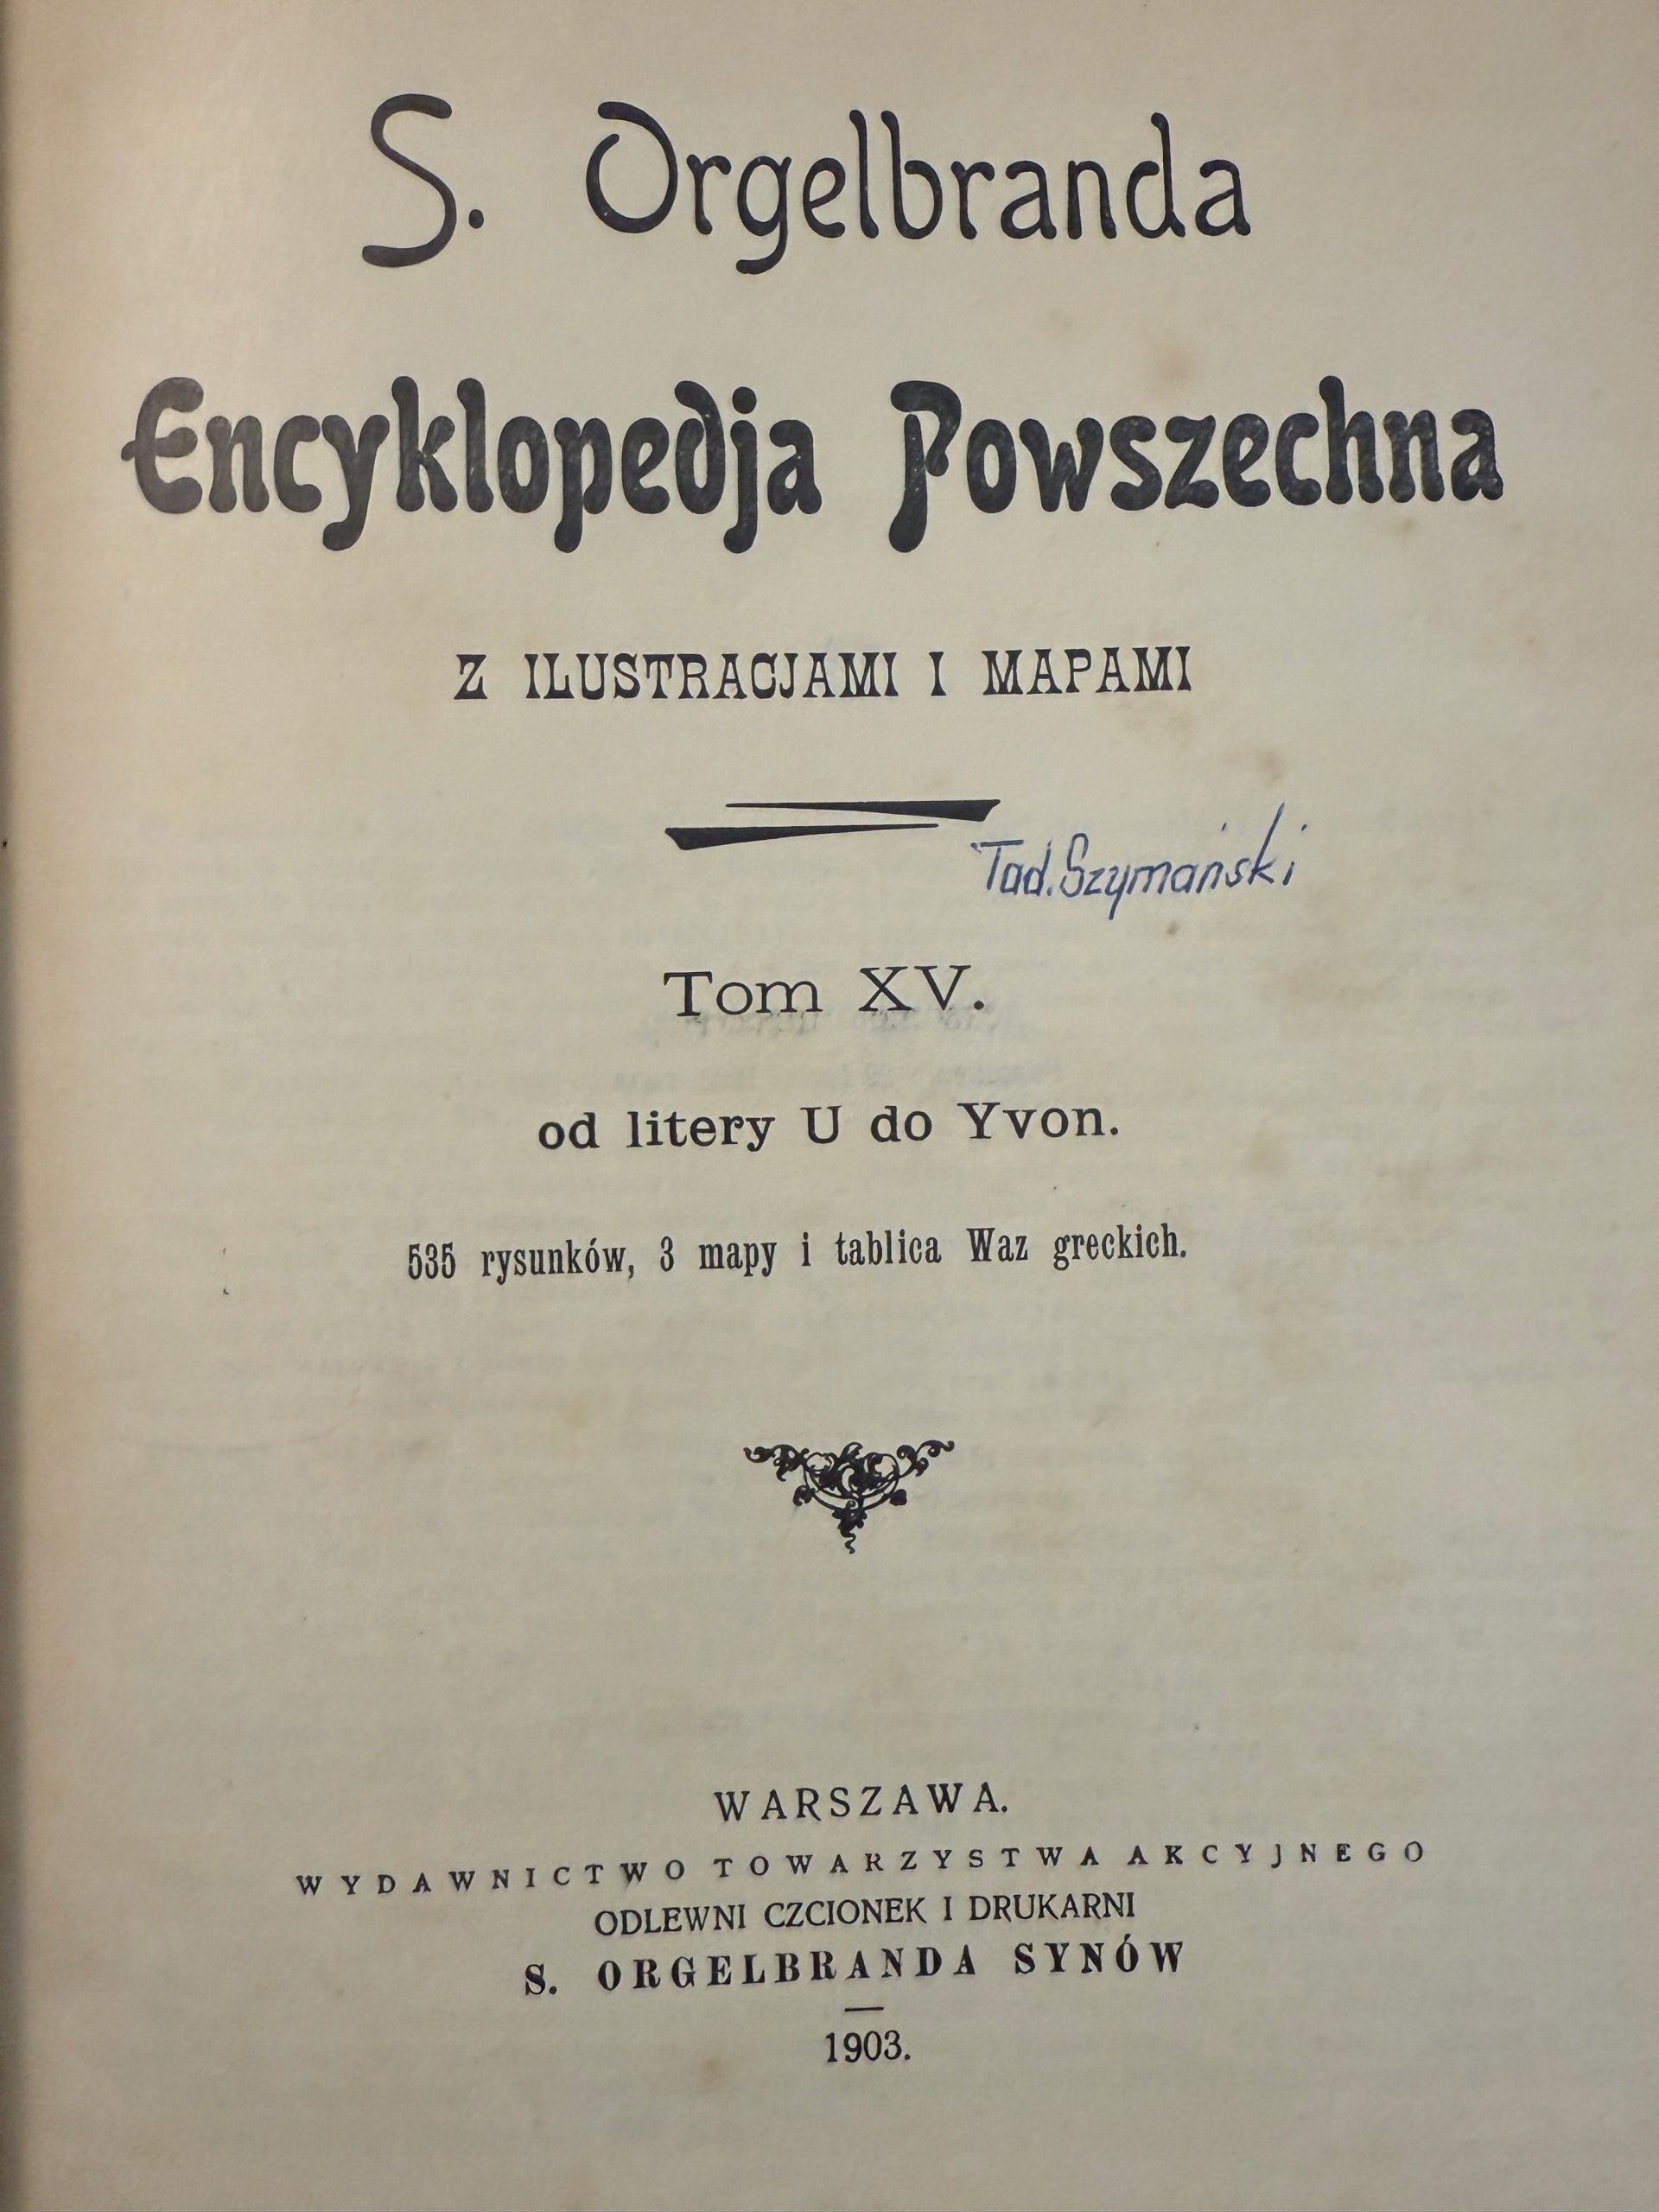 S. Orgelbranda
Encyklopedja Powszechna
Z ILUSTRACJAMI I MAPAMI
Tad. Szymański
Tom XV.
od litery U do Yvon.
535 rysunków, 3 mapy i tablica Waz greckich.
WARSZAWA.
WYDAWNICTWO TOWARZYSTWA AKCYJNEGO
ODLEWNI CZCIONEK I DRUKARNI
S. ORGELBRANDA SYNÓW
1903.